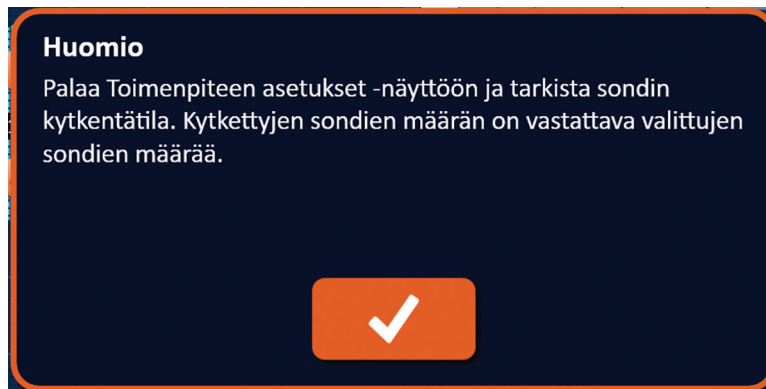 Huomio
Palaa Toimenpiteen asetukset -näyttöön ja tarkista sondin
kytkentätila. Kytkettyjen sondien määrän on vastattava valittujen
sondien määrää.